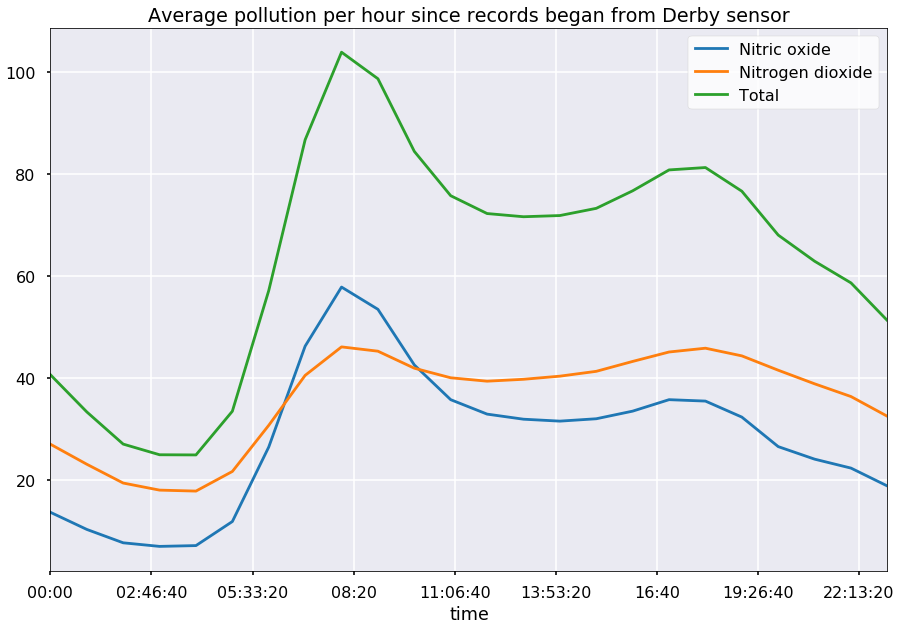 Average pollution per hour since records began from Derby sensor
Nitric oxide
Nitrogen dioxide
Total
100
80
60
40
20
00:00 02:46:40 05:33:20 08:20 11:06:40 13:53:20 16:40 19:26:40 22:13:20
time